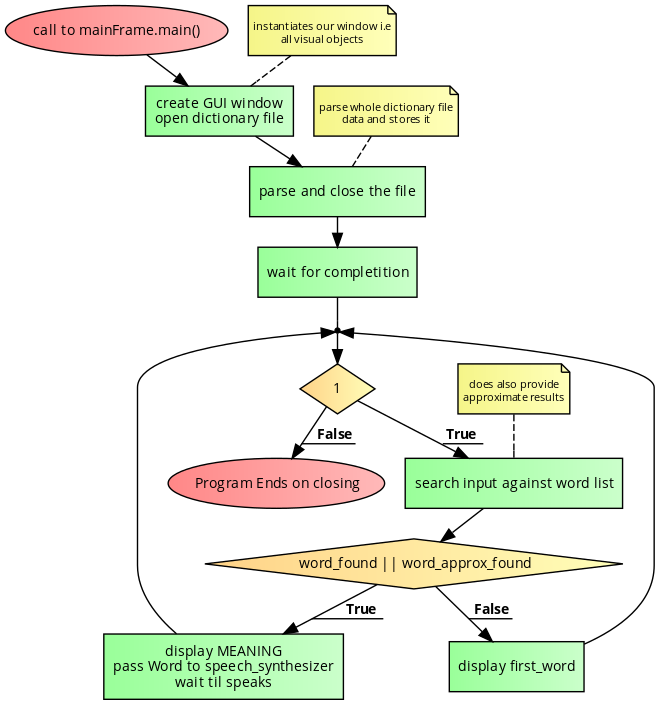 call to mainFrame.main()
instantiates our window i.e
all visual objects
create GUI window
open dictionary file
parse whole dictionary file
data and stores it
parse and close the file
wait for completition
1
does also provide
approximate results
False
True
Program Ends on closing
search input against word list
word_found || word_approx_found
True
False
display MEANING
pass Word to speech_synthesizer
wait til speaks
display first_word